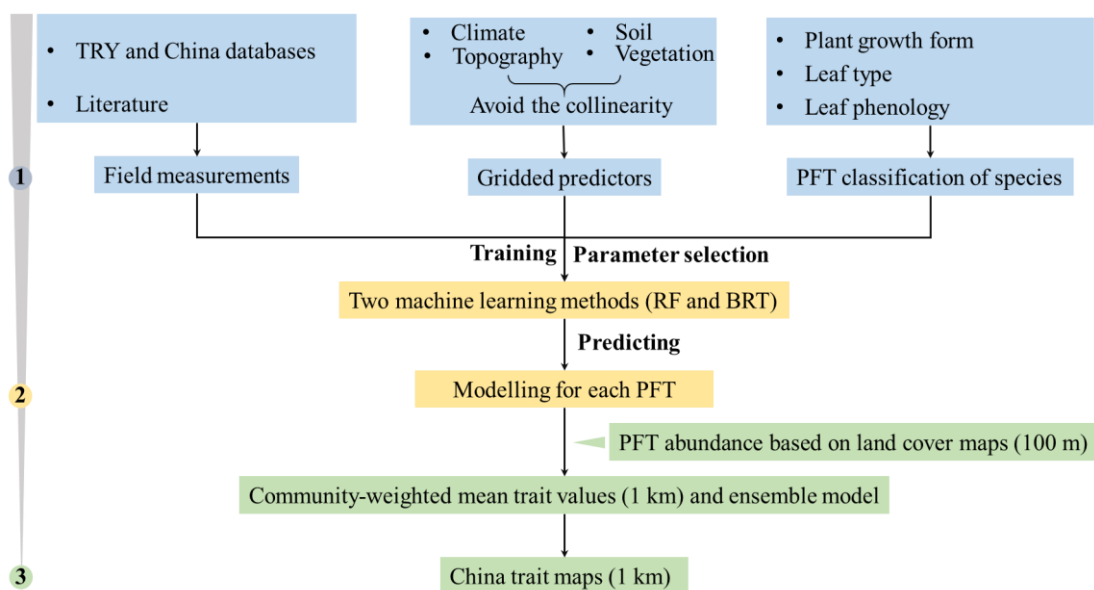 • TRY and China databases
• Literature
• Climate • Soil
• Topography • Vegetation
Avoid the collinearity
• Plant growth form
• Leaf type
• Leaf phenology
1
Field measurements
Gridded predictors
PFT classification of species
Training Parameter selection
Two machine learning methods (RF and BRT)
Predicting
2
Modelling for each PFT
PFT abundance based on land cover maps (100 m)
Community-weighted mean trait values (1 km) and ensemble model
3
China trait maps (1 km)